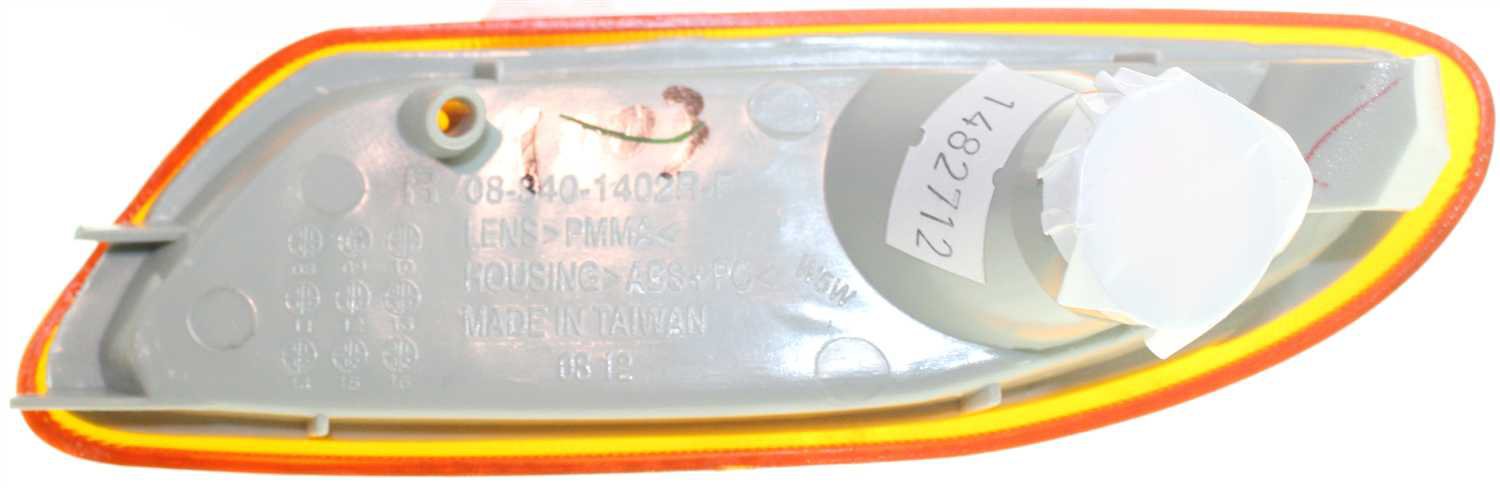 R 08-340-1402R-E
LENS>PMMA<
HOUSING>ABS+PC<
MADE IN TAIWAN
08 12
W5W
1482712